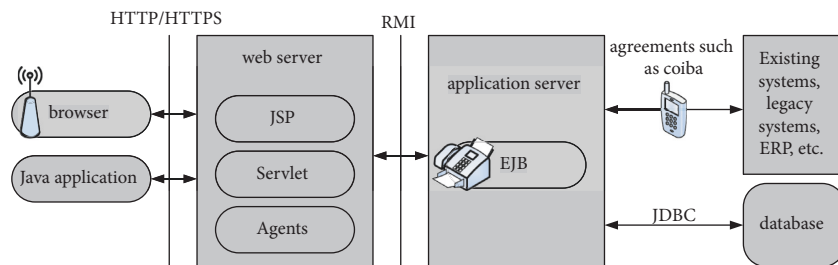 HTTP/HTTPS
RMI
web server
agreements such
as coiba
Existing
systems,
legacy
systems,
ERP, etc.
application server
browser
JSP
Java application
Servlet
EJB
Agents
JDBC
database